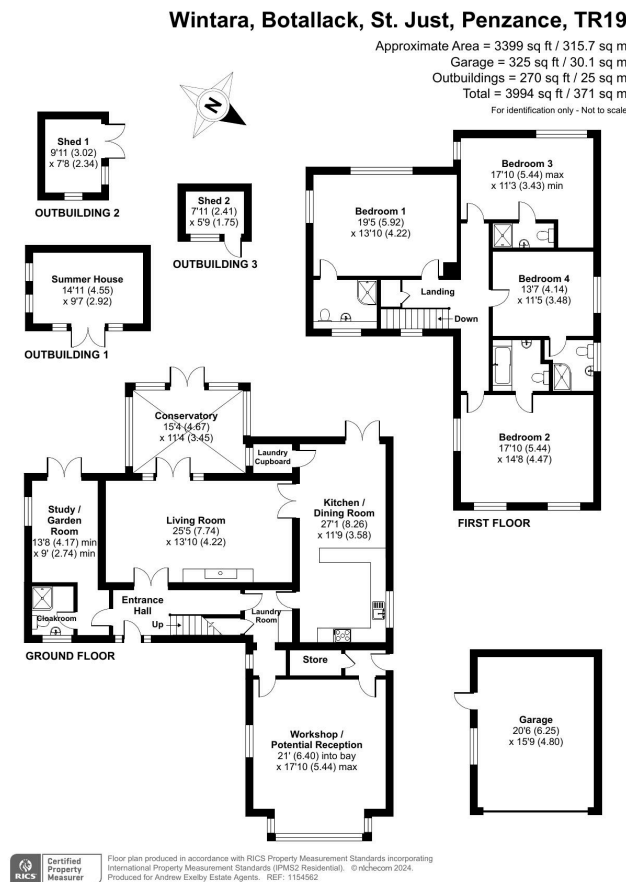 Wintara, Botallack, St. Just, Penzance, TR19
Approximate Area = 3399 sq ft / 315.7 sq m
Garage = 325 sq ft / 30.1 sq m
Outbuildings = 270 sq ft / 25 sq m
Total = 3994 sq ft / 371 sq m
For identification only - Not to scale
N
Shed 1
9'11 (3.02)
x 7'8 (2.34)
OUTBUILDING 2
Shed 2
7'11 (2.41)
x 5'9 (1.75)
OUTBUILDING 3
Summer House
14'11 (4.55)
x 9'7 (2.92)
OUTBUILDING 1
Bedroom 3
17'10 (5.44) max
x 11'3 (3.43) min
Bedroom 1
19'5 (5.92)
x 13'10 (4.22)
Bedroom 4
13'7 (4.14)
x 11'5 (3.48)
Landing
Down
Bedroom 2
17'10 (5.44)
x 14'8 (4.47)
FIRST FLOOR
Conservatory
15'4 (4.67)
x 11'4 (3.45)
Laundry
Cupboard
Kitchen /
Dining Room
27'1 (8.26)
x 11'9 (3.58)
Study /
Garden
Room
13'8 (4.17) min
x 9' (2.74) min
Living Room
25'5 (7.74)
x 13'10 (4.22)
Cloakroom
Entrance
Hall
Up
Laundry
Room
GROUND FLOOR
Store
Workshop /
Potential Reception
21' (6.40) into bay
x 17'10 (5.44) max
Garage
20'6 (6.25)
x 15'9 (4.80)
RICS
Certified
Property
Measurer
Floor plan produced in accordance with RICS Property Measurement Standards incorporating
International Property Measurement Standards (IPMS2 Residential). © nichecom 2024.
Produced for Andrew Exelby Estate Agents. REF: 1154562